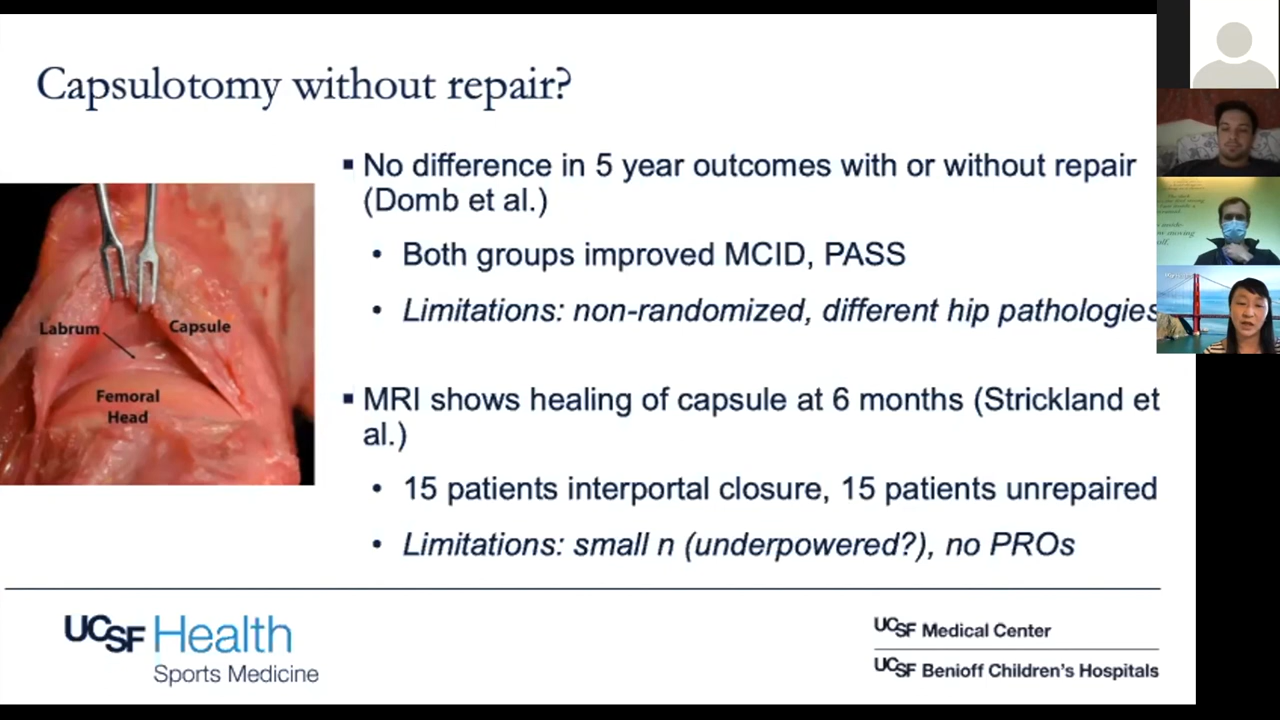 Capsulotomy without repair?
▪ No difference in 5 year outcomes with or without repair
(Domb et al.)
• Both groups improved MCID, PASS
• Limitations: non-randomized, different hip pathologies
▪ MRI shows healing of capsule at 6 months (Strickland et
al.)
• 15 patients interportal closure, 15 patients unrepaired
• Limitations: small n (underpowered?), no PROs
Labrum
Capsule
Femoral
Head
UCSF Health
Sports Medicine
UCSF Medical Center
UCSF Benioff Children's Hospitals